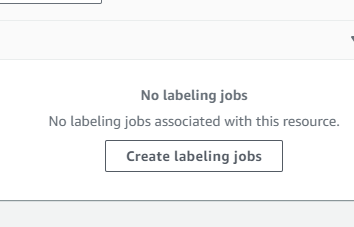 No labeling jobs
No labeling jobs associated with this resource.
Create labeling jobs